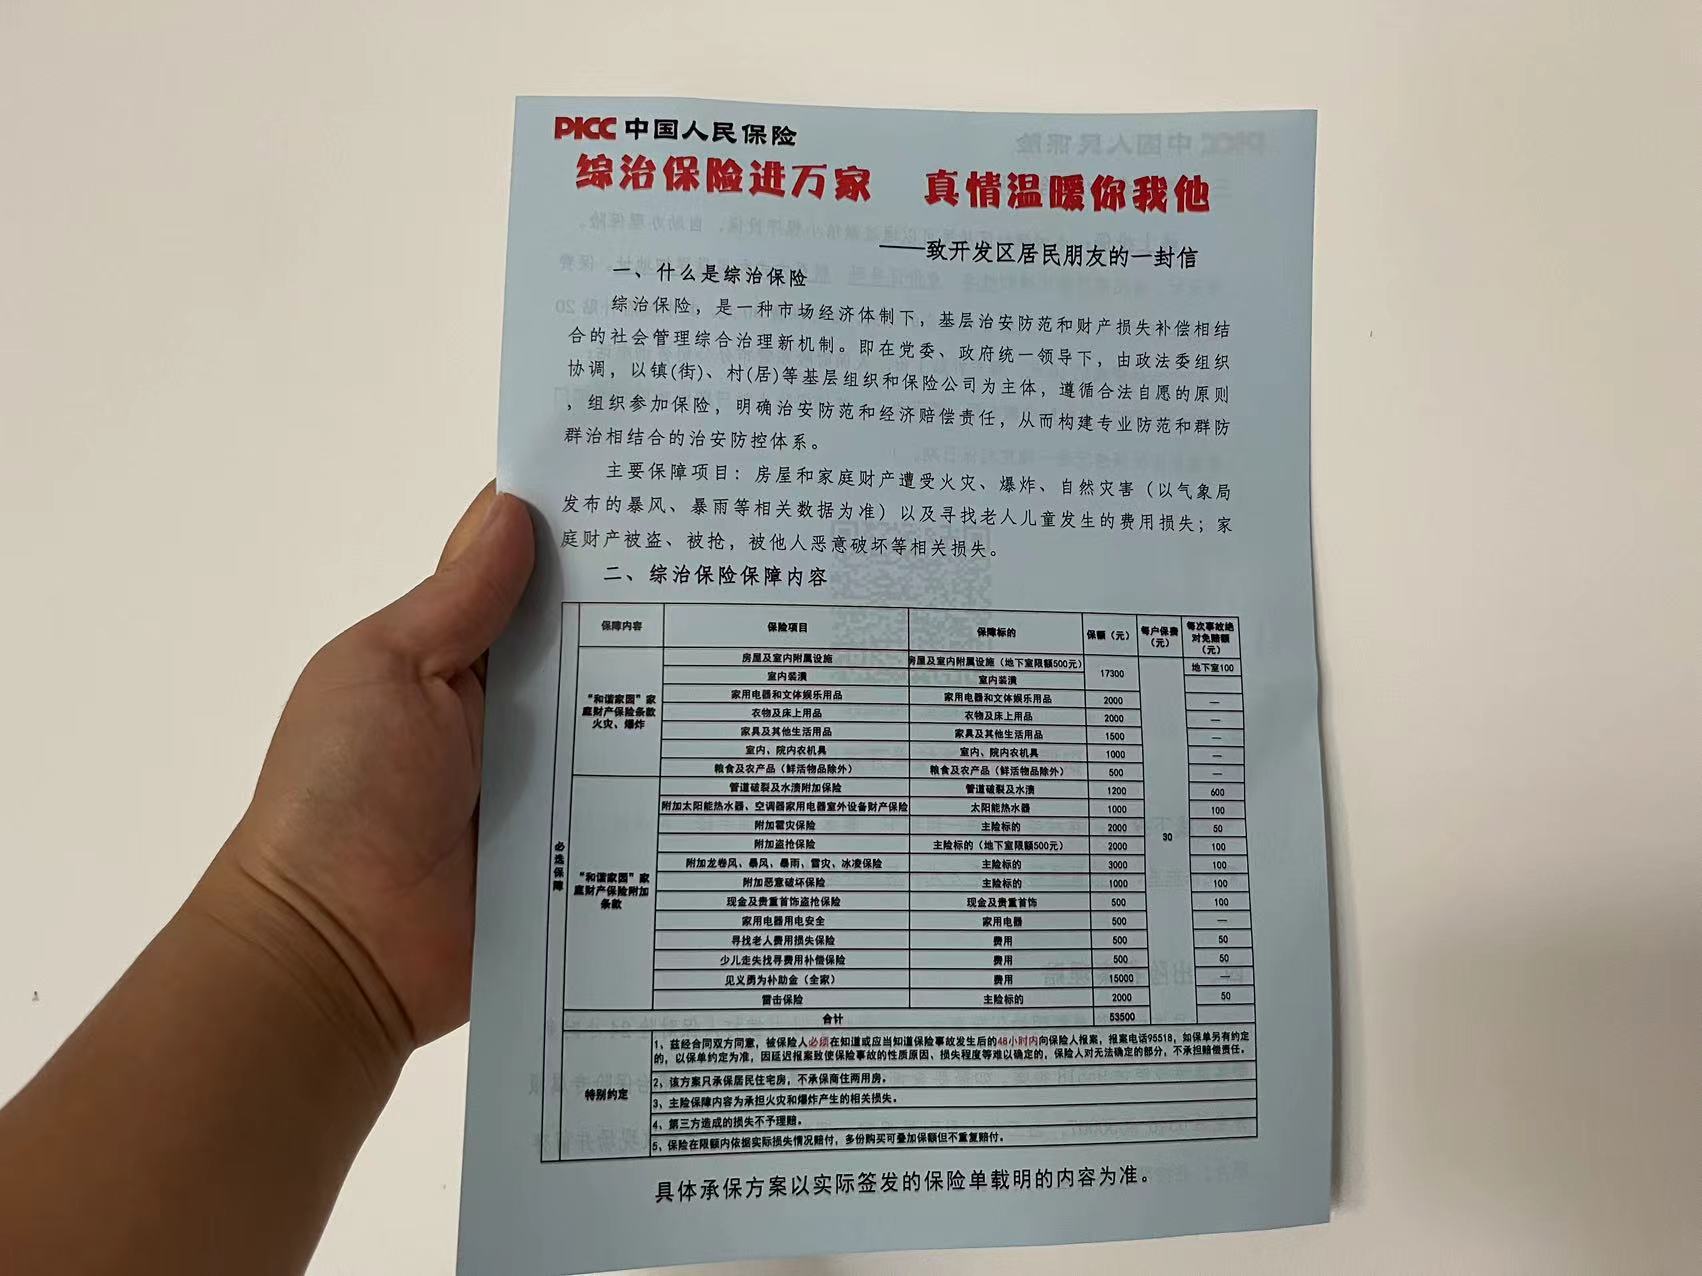 PICC 中国人民保险
综治保险进万家 真情温暖你我他
——致开发区居民朋友的一封信
一、什么是综治保险
综治保险，是一种市场经济体制下，基层治安防范和财产损失补偿相结
合的社会管理综合治理新机制。即在党委、政府统一领导下，由政法委组织
协调，以镇(街)、村(居)等基层组织和保险公司为主体，遵循合法自愿的原则
，组织参加保险，明确治安防范和经济赔偿责任，从而构建专业防范和群防
群治相结合的治安防控体系。
主要保障项目：房屋和家庭财产遭受火灾、爆炸、自然灾害（以气象局
发布的暴风、暴雨等相关数据为准）以及寻找老人儿童发生的费用损失；家
庭财产被盗、被抢，被他人恶意破坏等相关损失。
二、综治保险保障内容
保障内容 保险项目 保障标的 保额（元） 每户保费（元） 每次事故绝对免赔额（元）
必选保障
“和谐家园”家庭财产保险条款火灾、爆炸
房屋及室内附属设施 房屋及室内附属设施（地下室限额500元） 17300 地下室100
室内装潢 室内装潢
家用电器和文体娱乐用品 家用电器和文体娱乐用品 2000 —
衣物及床上用品 衣物及床上用品 2000 —
家具及其他生活用品 家具及其他生活用品 1500 —
室内、院内农机具 室内、院内农机具 1000 —
粮食及农产品（鲜活物品除外） 粮食及农产品（鲜活物品除外） 500 —
“和谐家园”家庭财产保险附加条款
管道破裂及水渍附加保险 管道破裂及水渍 1200 600
附加太阳能热水器、空调器家用电器室外设备财产保险 太阳能热水器 1000 100
附加雹灾保险 主险标的 2000 50
附加盗抢保险 主险标的（地下室限额500元） 2000 30 100
附加龙卷风、暴风、暴雨、雪灾、冰凌保险 主险标的 3000 100
附加恶意破坏保险 主险标的 1000 100
现金及贵重首饰盗抢保险 现金及贵重首饰 500 100
家用电器用电安全 家用电器 500 —
寻找老人费用损失保险 费用 500 50
少儿走失找寻费用补偿保险 费用 500 50
见义勇为补助金（全家） 费用 15000 —
雷击保险 主险标的 2000 50
合计 53500
特别约定
1、兹经合同双方同意，被保险人必须在知道或应当知道保险事故发生后的48小时内向保险人报案，报案电话95518，如保单另有约定
的，以保单约定为准，因延迟报案致使保险事故的性质原因、损失程度等难以确定的，保险人对无法确定的部分，不承担赔偿责任。
2、该方案只承保居民住宅房，不承保商住两用房。
3、主险保障内容为承担火灾和爆炸产生的相关损失。
4、第三方造成的损失不予理赔。
5、保险在限额内依据实际损失情况赔付，多份购买可叠加保额但不重复赔付。
具体承保方案以实际签发的保险单载明的内容为准。